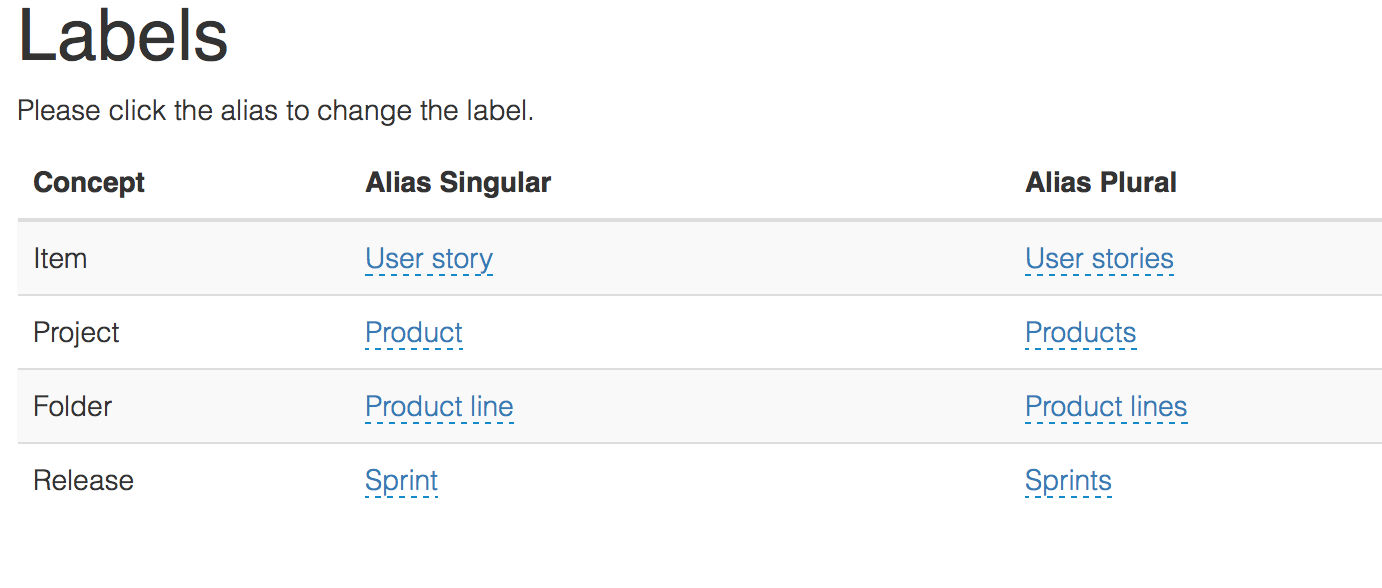 Labels
Please click the alias to change the label.
Concept Alias Singular Alias Plural
Item User story User stories
Project Product Products
Folder Product line Product lines
Release Sprint Sprints